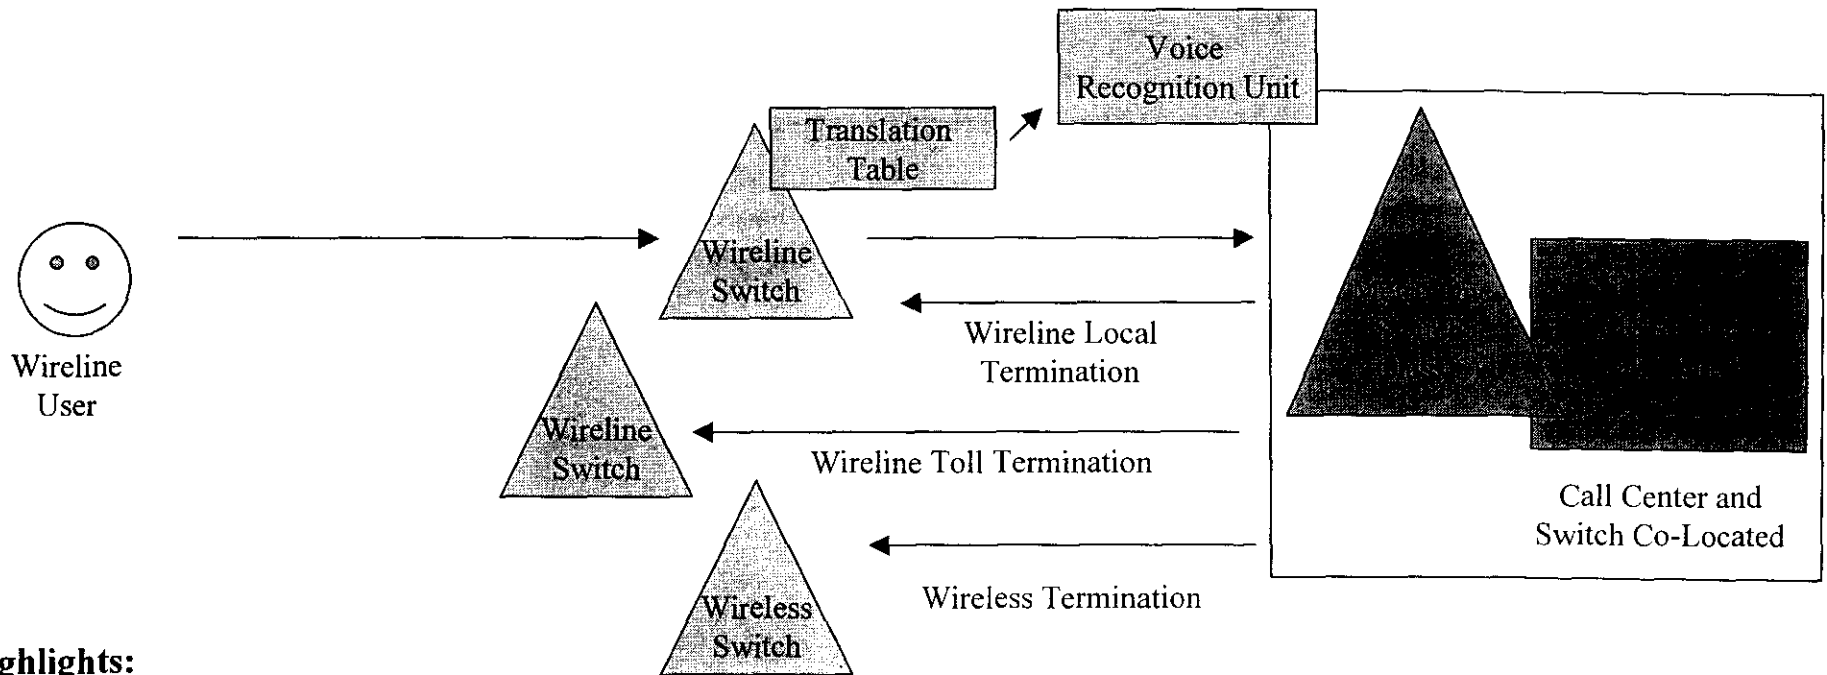 Voice
Recognition Unit
Translation
Table
Wireline
Switch
Wireline
User
Wireline Local
Termination
Wireline
Switch
Wireline Toll Termination
Call Center and
Switch Co-Located
Wireless Termination
Wireless
Switch
ghlights: